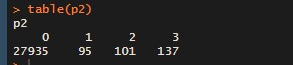 > table(p2)
p2
    0     1     2     3
27935    95   101   137
>